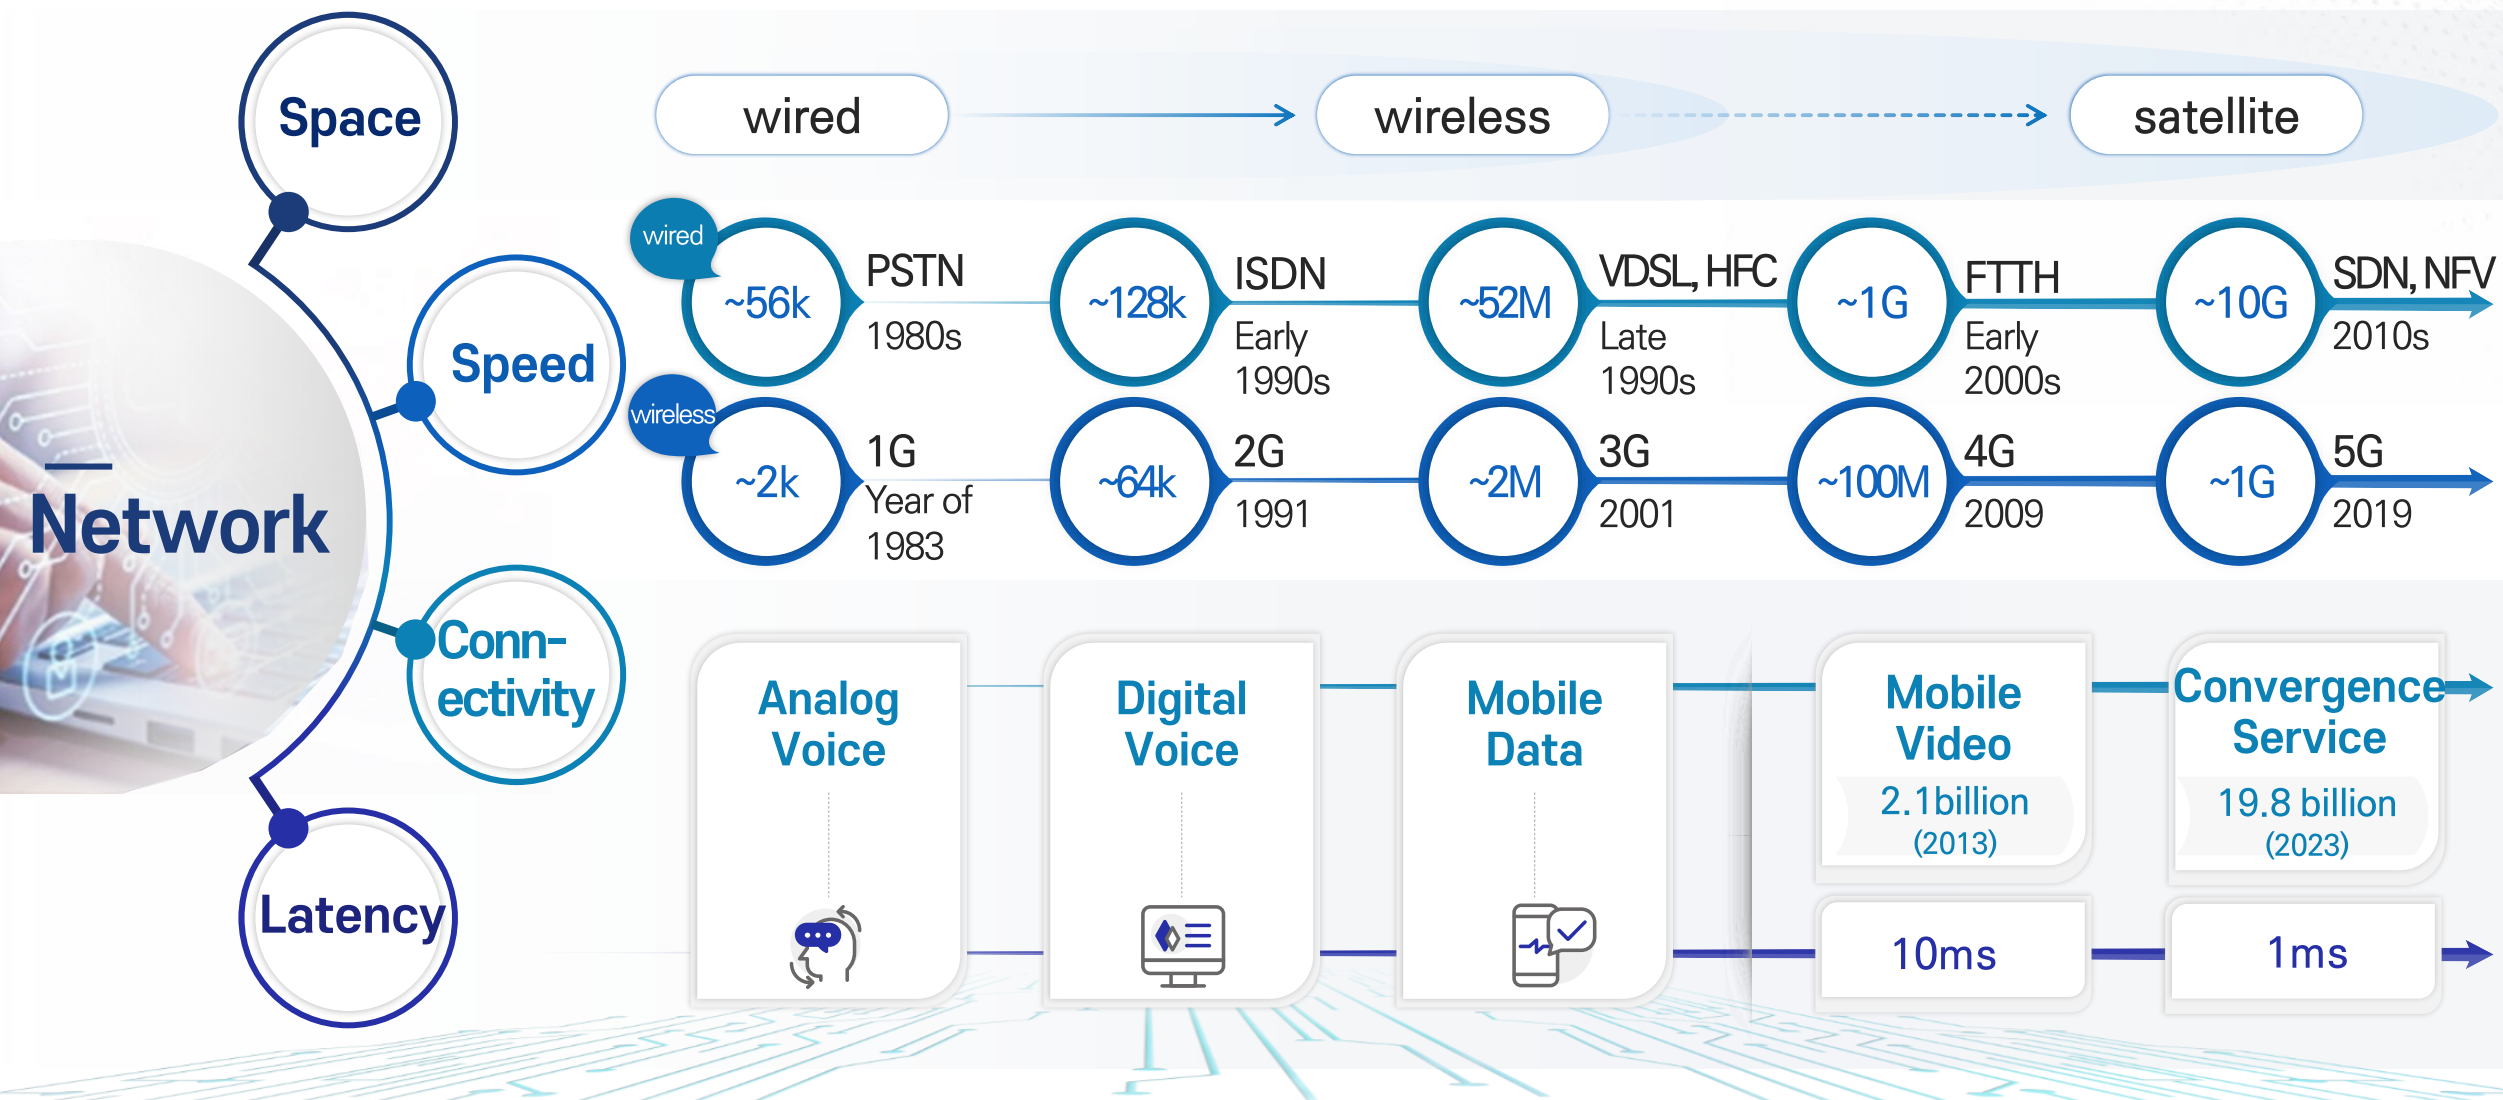 Network
Space
wired
wireless
satellite
Speed
wired
~56k
PSTN
1980s
~128k
ISDN
Early
1990s
~52M
VDSL, HFC
Late
1990s
~1G
FTTH
Early
2000s
~10G
SDN, NFV
2010s
wireless
~2k
1G
Year of
1983
~64k
2G
1991
~2M
3G
2001
~100M
4G
2009
~1G
5G
2019
Conn-
ectivity
Analog
Voice
Digital
Voice
Mobile
Data
Mobile
Video
2.1billion
(2013)
Convergence
Service
19.8 billion
(2023)
Latency
10ms
1ms